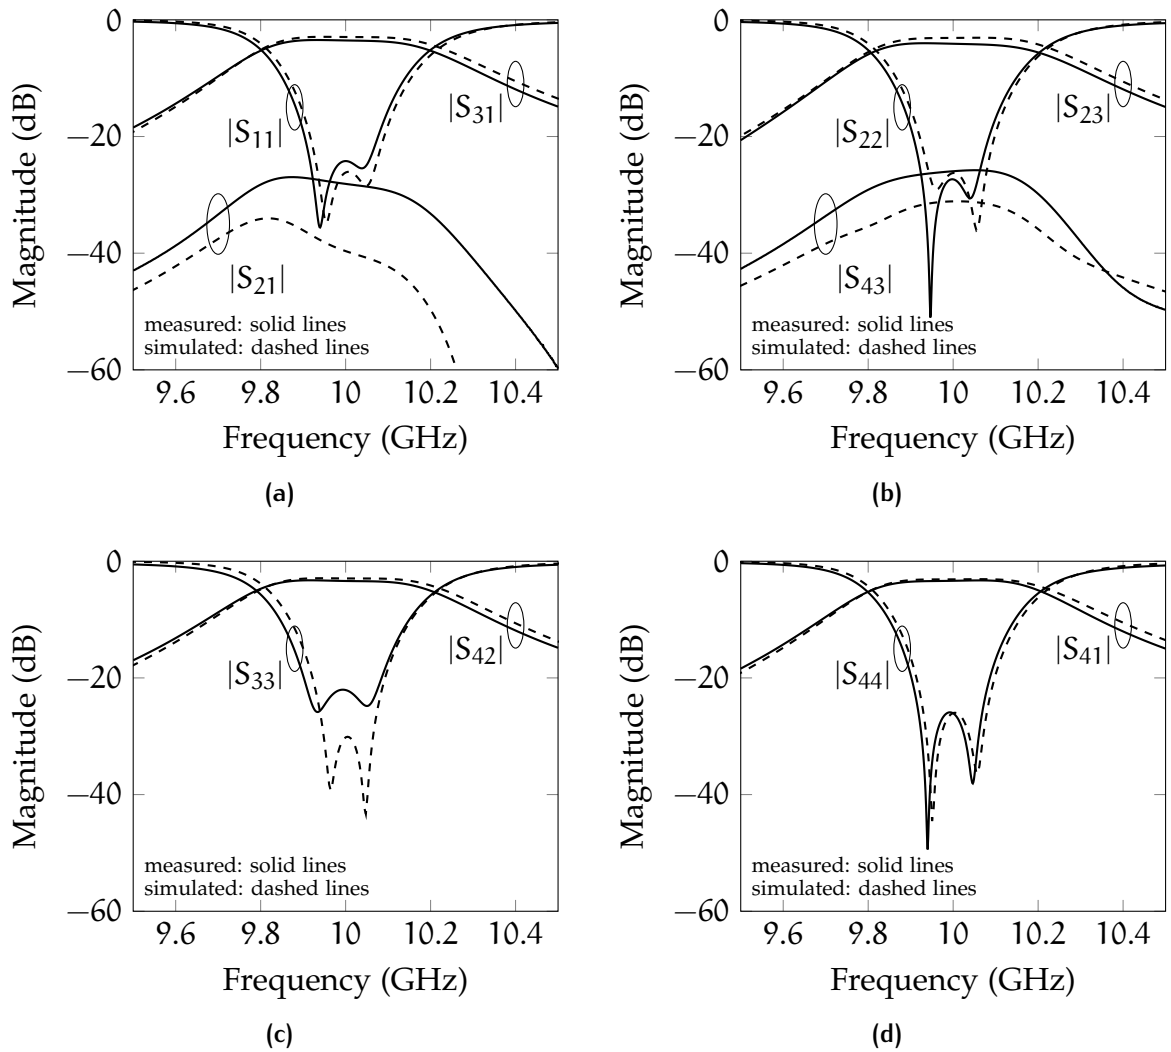 0
−20
−40
−60
Magnitude (dB)
|S11|
|S31|
|S21|
measured: solid lines
simulated: dashed lines
9.6 9.8 10 10.2 10.4
Frequency (GHz)
(a)
0
−20
−40
−60
Magnitude (dB)
|S22|
|S23|
|S43|
measured: solid lines
simulated: dashed lines
9.6 9.8 10 10.2 10.4
Frequency (GHz)
(b)
0
−20
−40
−60
Magnitude (dB)
|S33|
|S42|
measured: solid lines
simulated: dashed lines
9.6 9.8 10 10.2 10.4
Frequency (GHz)
(c)
0
−20
−40
−60
Magnitude (dB)
|S44|
|S41|
measured: solid lines
simulated: dashed lines
9.6 9.8 10 10.2 10.4
Frequency (GHz)
(d)